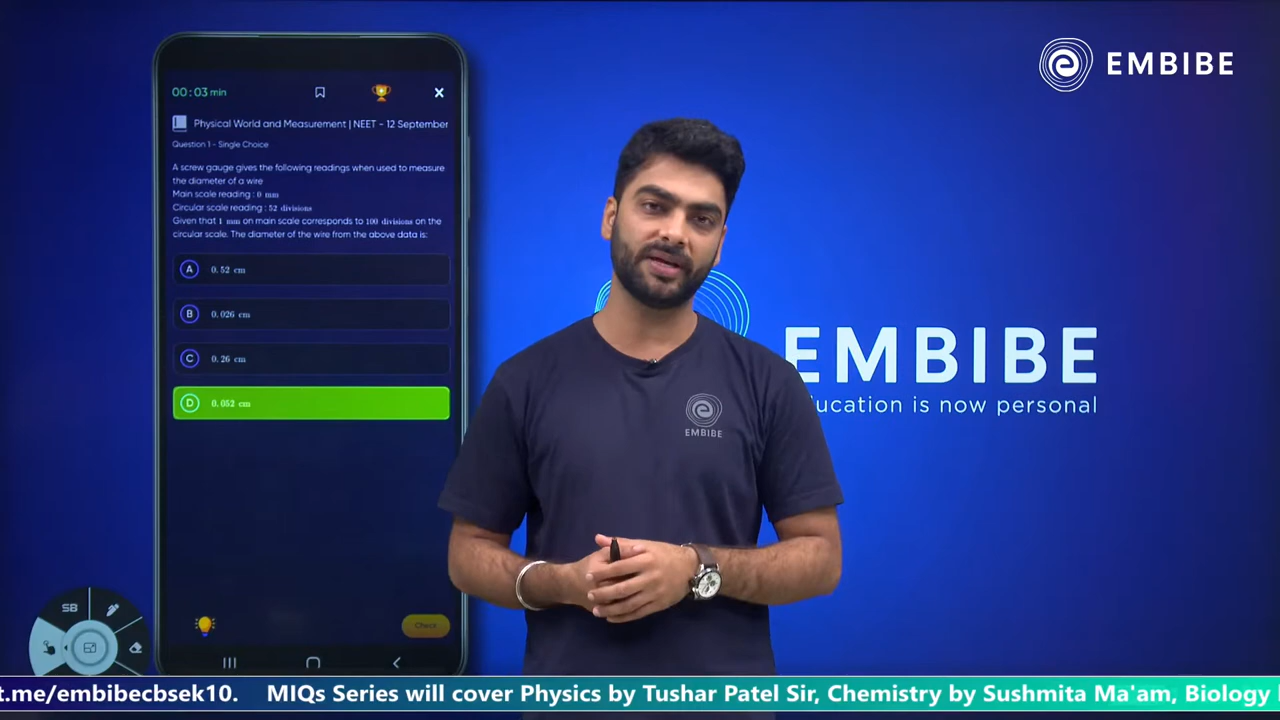 EMBIBE
00:03 min
Physical World and Measurement | NEET - 12 September
Question 1 - Single Choice
A screw gauge gives the following readings when used to measure
the diameter of a wire
Main scale reading : 0 mm
Circular scale reading : 52 divisions
Given that 1 mm on main scale corresponds to 100 divisions on the
circular scale. The diameter of the wire from the above data is:
A 0.52 cm
B 0.026 cm
C 0.26 cm
D 0.052 cm
Check
SB
EMBIBE
EMBIBE
ucation is now personal
t.me/embibecbsek10. MIQs Series will cover Physics by Tushar Patel Sir, Chemistry by Sushmita Ma'am, Biology